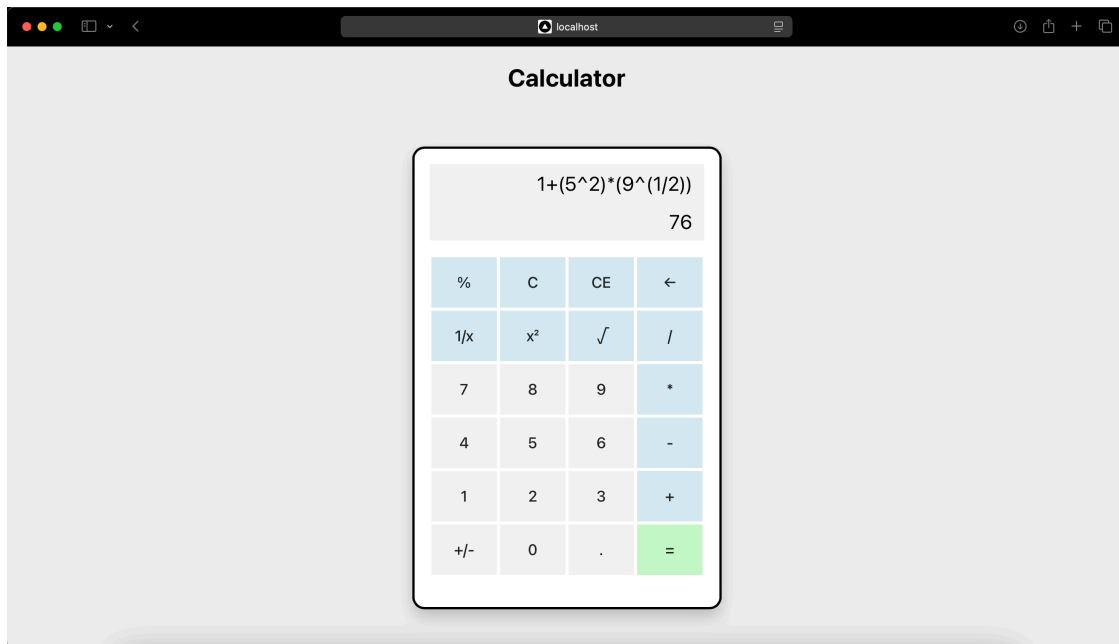 localhost
Calculator
1+(5^2)*(9^(1/2))
76
% C CE ←
1/x x² √ /
7 8 9 *
4 5 6 -
1 2 3 +
+/- 0 . =